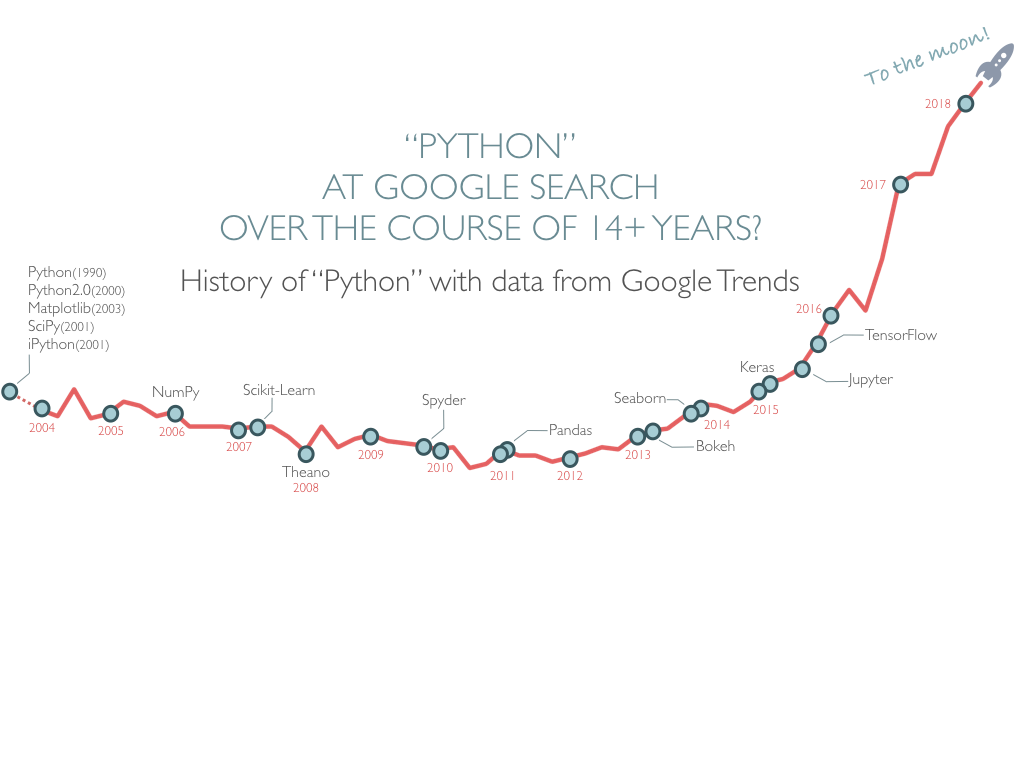 To the moon!
2018
“PYTHON”
AT GOOGLE SEARCH
OVER THE COURSE OF 14+ YEARS?
2017
History of “Python” with data from Google Trends
Python(1990)
Python2.0(2000)
Matplotlib(2003)
SciPy(2001)
iPython(2001)
2016
TensorFlow
Keras
Jupyter
NumPy
Scikit-Learn
Spyder
Seaborn
2015
2004
2005
2006
2007
Pandas
2014
Bokeh
2013
2009
2010
Theano
2008
2011
2012